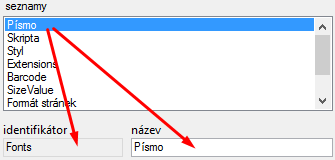 seznamy
Písmo
Skripta
Styl
Extensions
Barcode
SizeValue
Formát stránek
identifikátor název
Fonts Písmo